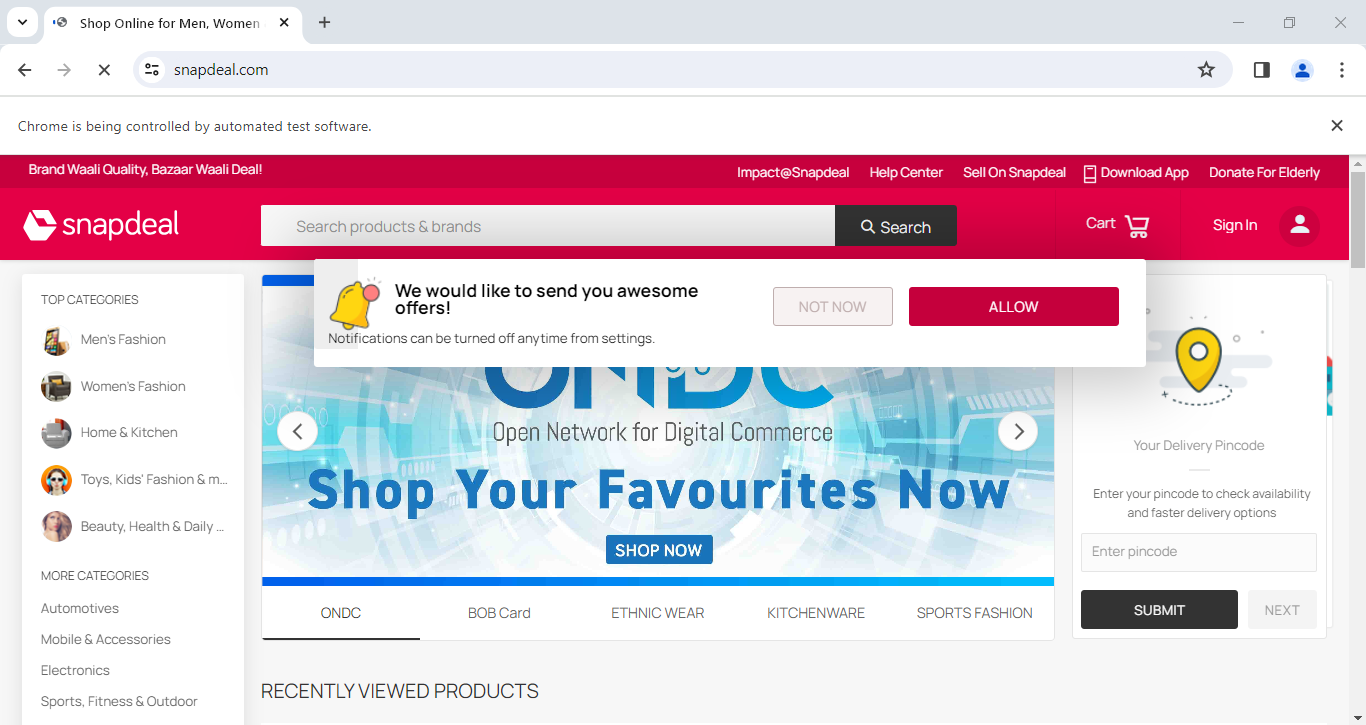 Shop Online for Men, Women
snapdeal.com
Chrome is being controlled by automated test software.
Brand Waali Quality, Bazaar Waali Deal!
Impact@Snapdeal
Help Center
Sell On Snapdeal
Download App
Donate For Elderly
snapdeal
Search products & brands
Search
Cart
Sign In
We would like to send you awesome
offers!
Notifications can be turned off anytime from settings.
NOT NOW
ALLOW
TOP CATEGORIES
Men's Fashion
Women's Fashion
Home & Kitchen
Toys, Kids' Fashion & m...
Beauty, Health & Daily ...
MORE CATEGORIES
Automotives
Mobile & Accessories
Electronics
Sports, Fitness & Outdoor
ONDC
Open Network for Digital Commerce
Shop Your Favourites Now
SHOP NOW
ONDC
BOB Card
ETHNIC WEAR
KITCHENWARE
SPORTS FASHION
Your Delivery Pincode
Enter your pincode to check availability
and faster delivery options
Enter pincode
SUBMIT
NEXT
RECENTLY VIEWED PRODUCTS